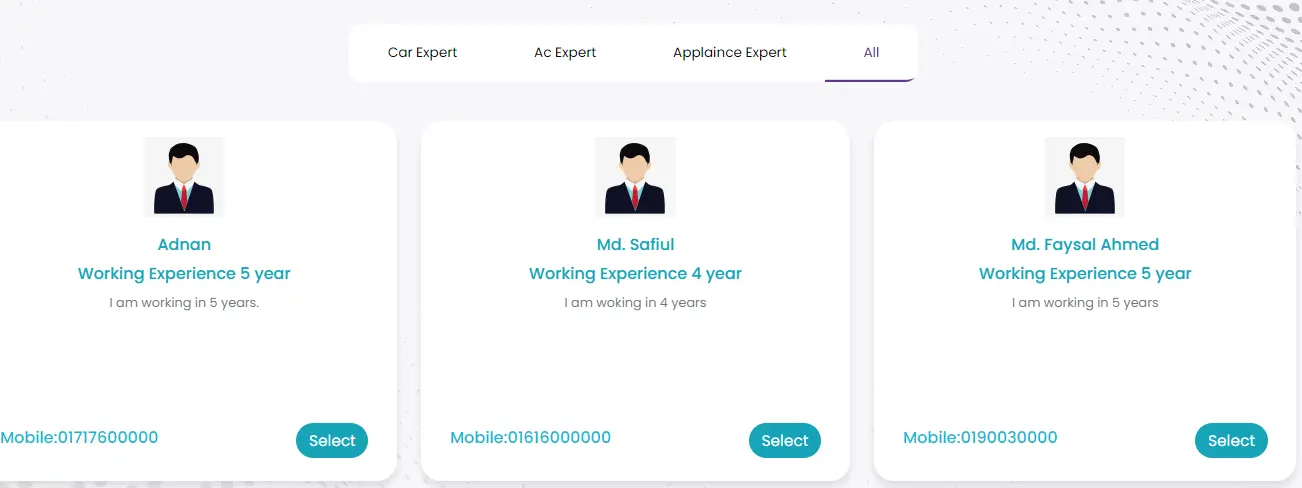 Car Expert Ac Expert Applaince Expert All
Adnan
Working Experience 5 year
I am working in 5 years.
Mobile:01717600000 Select
Md. Safiul
Working Experience 4 year
I am woking in 4 years
Mobile:01616000000 Select
Md. Faysal Ahmed
Working Experience 5 year
I am working in 5 years
Mobile:0190030000 Select